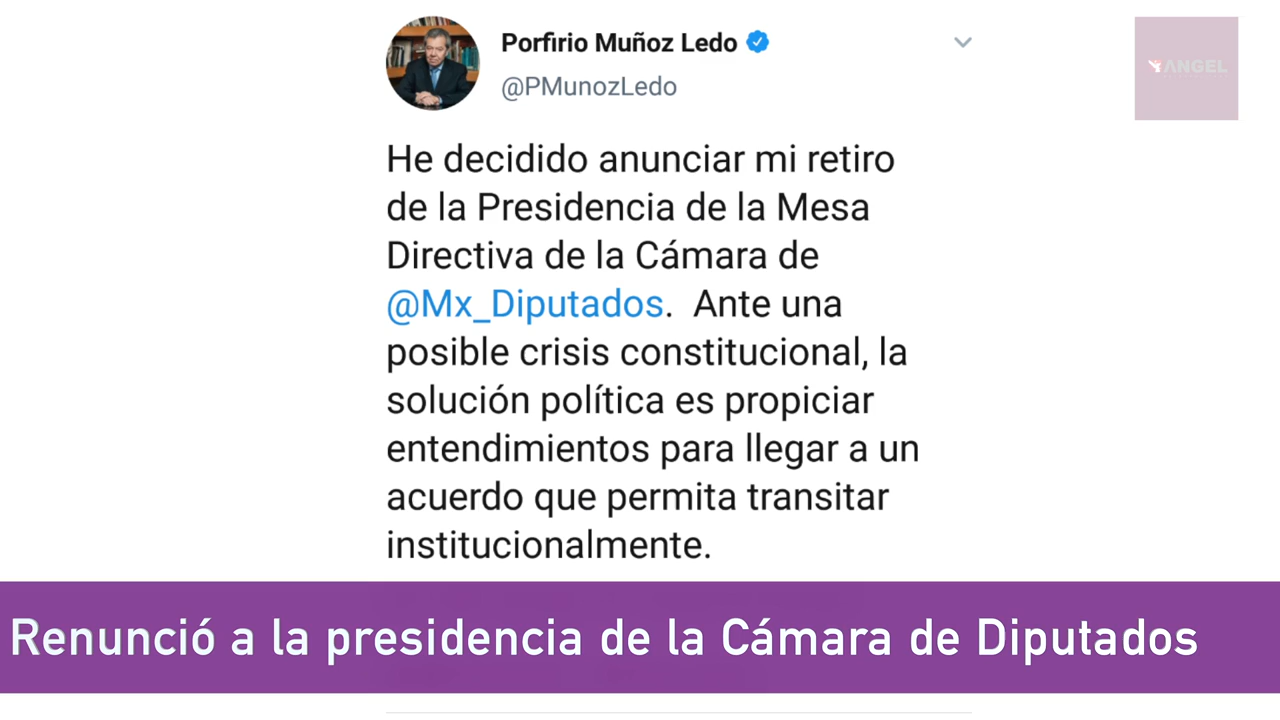 Porfirio Muñoz Ledo
@PMunozLedo
ANGEL
He decidido anunciar mi retiro
de la Presidencia de la Mesa
Directiva de la Cámara de
@Mx_Diputados.  Ante una
posible crisis constitucional, la
solución política es propiciar
entendimientos para llegar a un
acuerdo que permita transitar
institucionalmente.
Renunció a la presidencia de la Cámara de Diputados